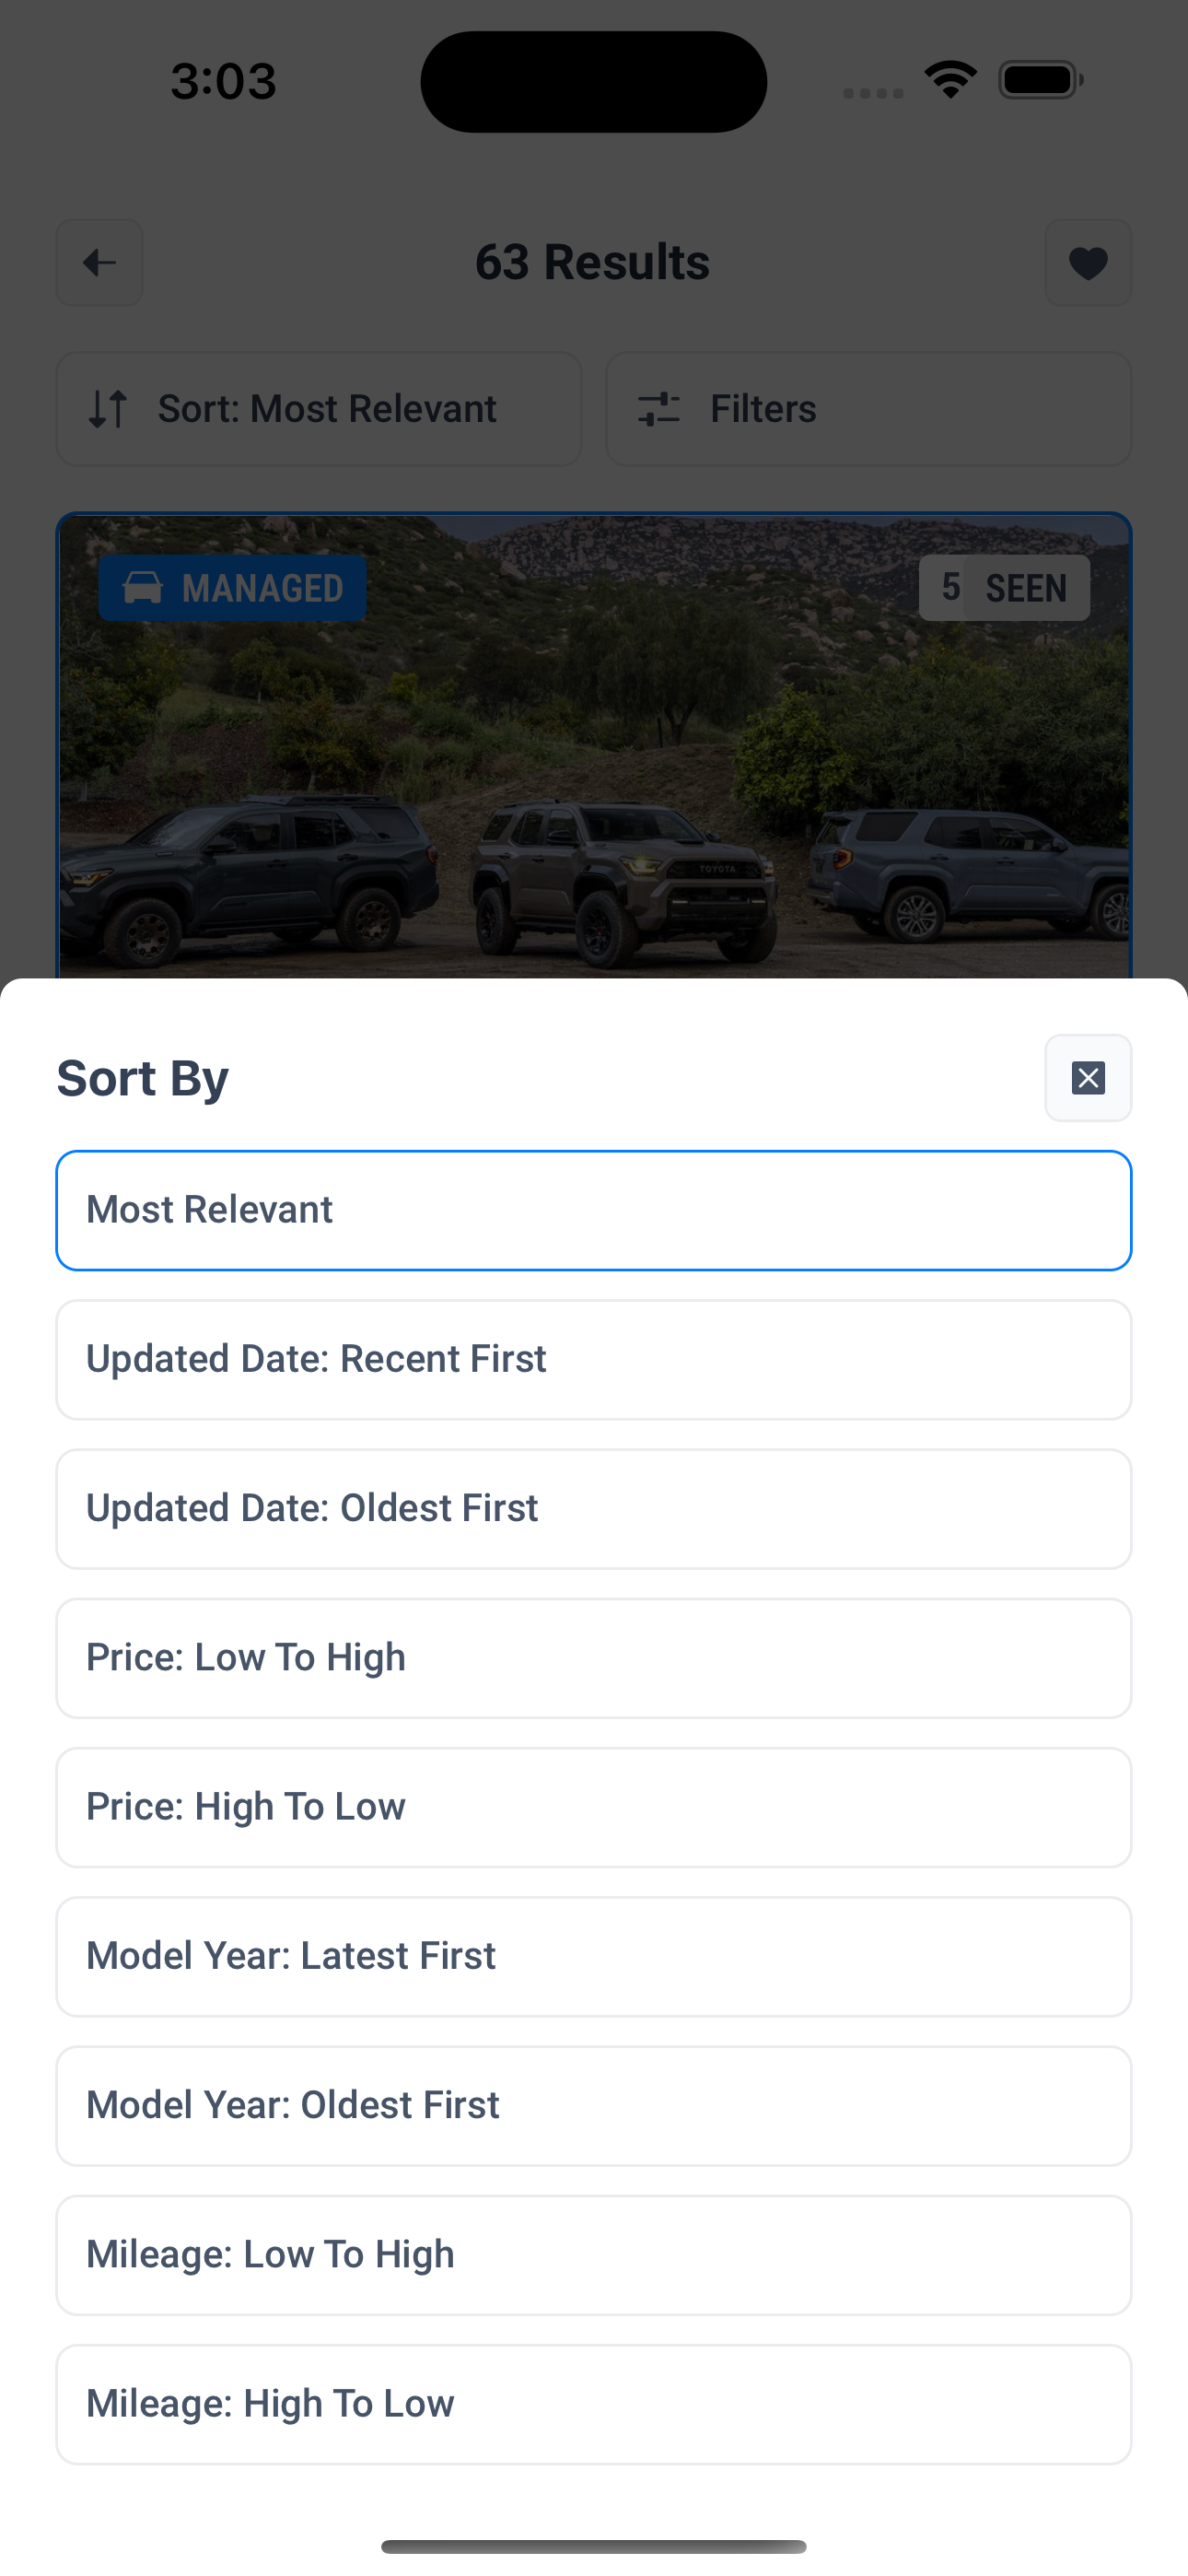 3:03
63 Results
Sort: Most Relevant
Filters
MANAGED
5 SEEN
TOYOTA
Sort By
Most Relevant
Updated Date: Recent First
Updated Date: Oldest First
Price: Low To High
Price: High To Low
Model Year: Latest First
Model Year: Oldest First
Mileage: Low To High
Mileage: High To Low